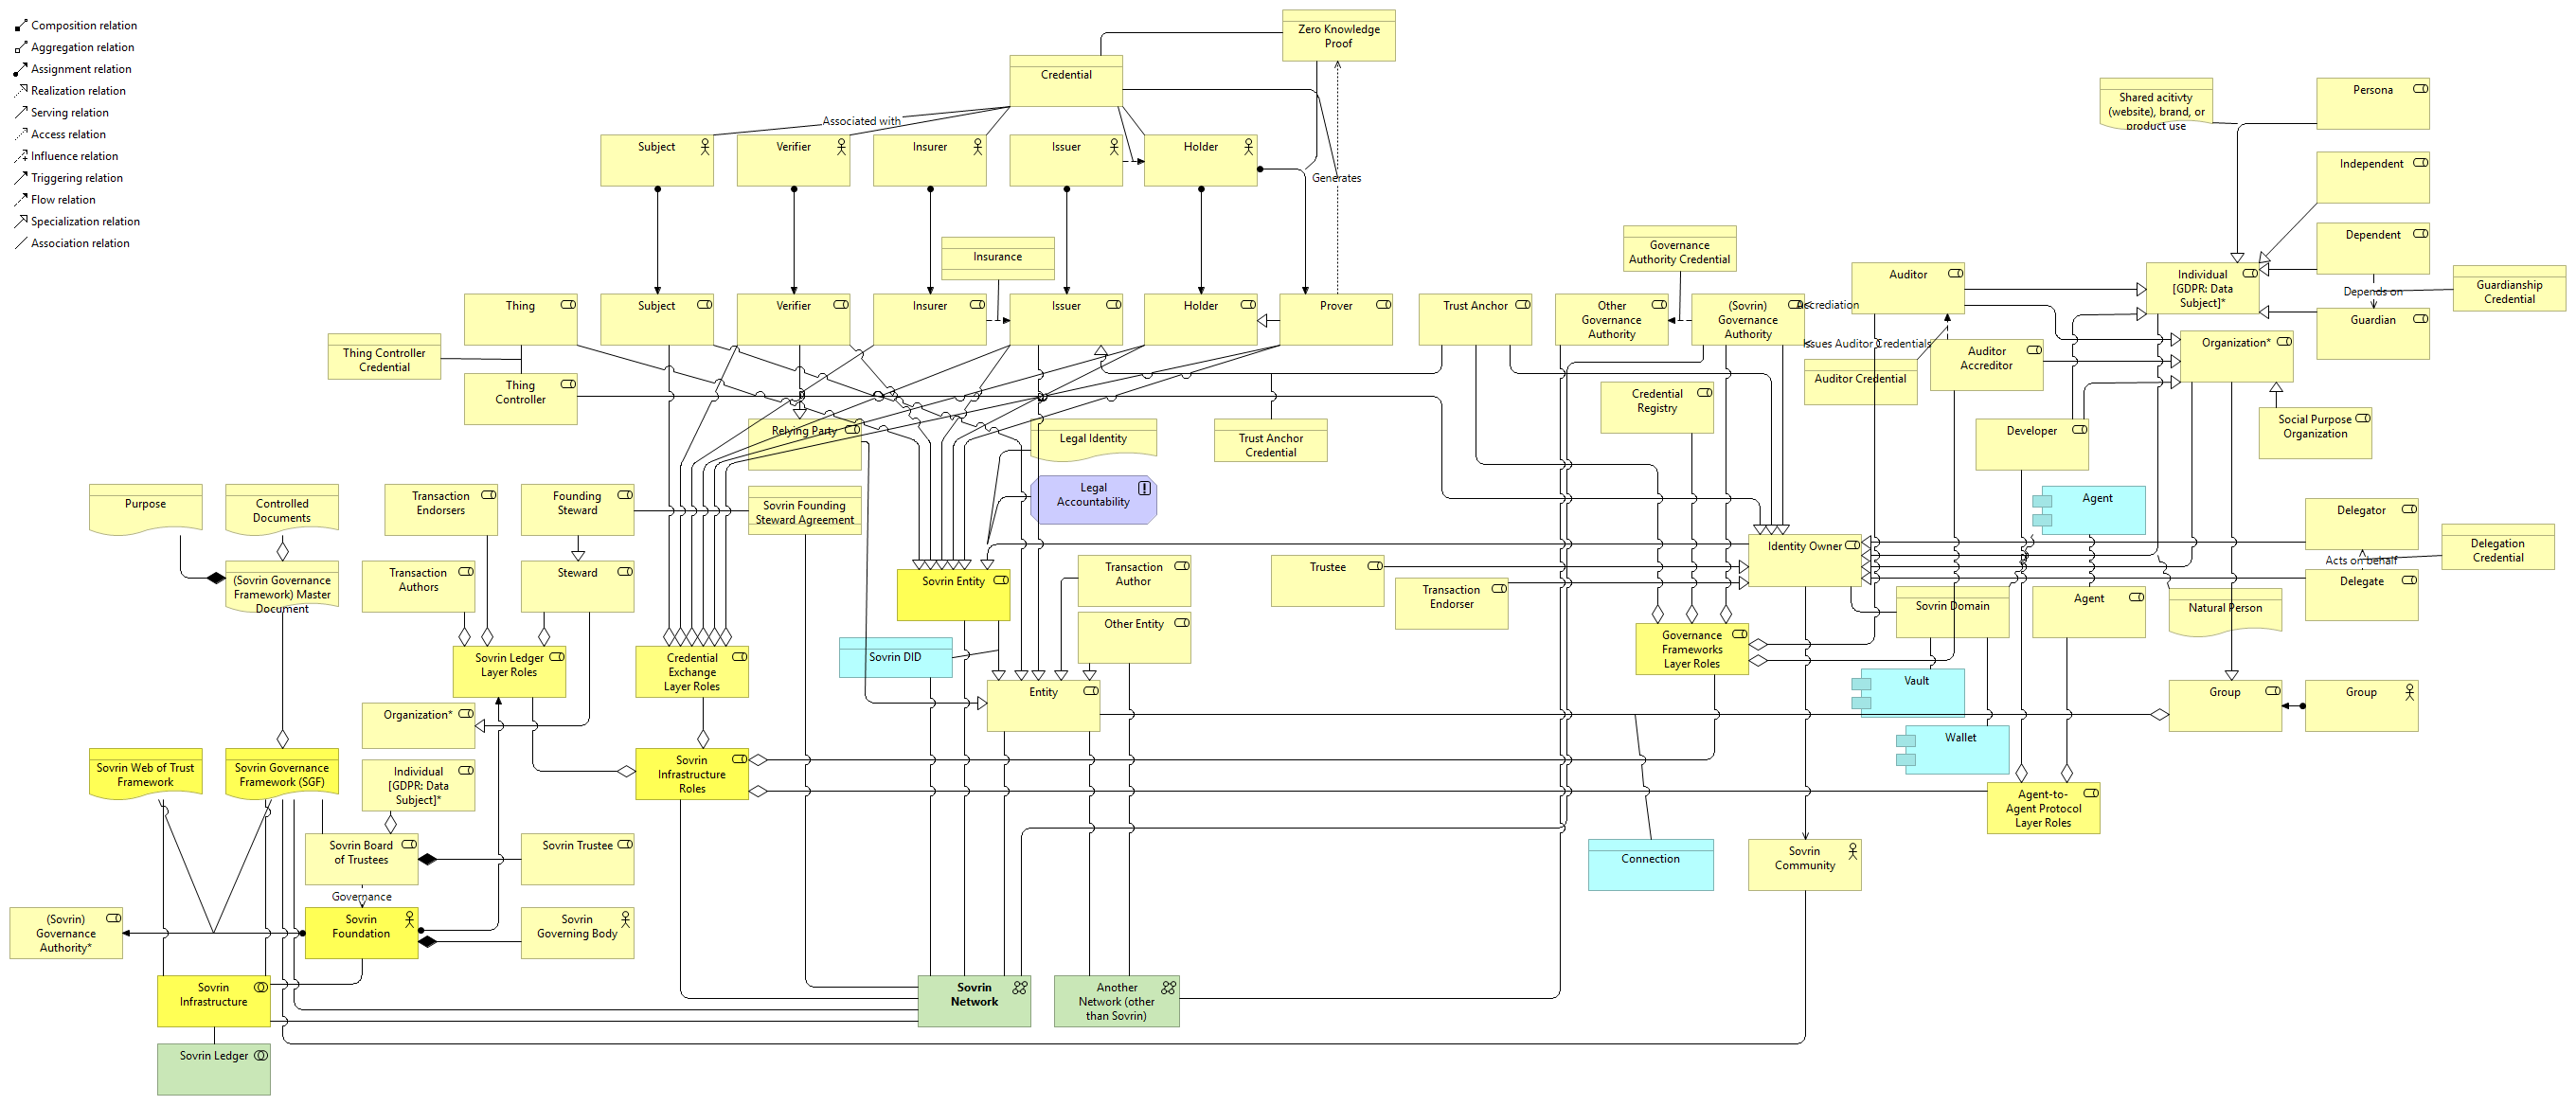 Composition relation
Aggregation relation
Assignment relation
Realization relation
Serving relation
Access relation
Influence relation
Triggering relation
Flow relation
Specialization relation
Association relation
Zero Knowledge
Proof
Credential
Associated with
Subject
Verifier
Insurer
Issuer
Holder
Generates
Shared acitivty
(website), brand, or
product use
Persona
Independent
Dependent
Depends on
Guardianship
Credential
Guardian
Individual
[GDPR: Data
Subject]*
Insurance
Governance
Authority Credential
Auditor
Thing
Subject
Verifier
Insurer
Issuer
Holder
Prover
Trust Anchor
Other
Governance
Authority
(Sovrin)
Governance
Authority
Accrediation
Issues Auditor Credentials
Auditor
Accreditor
Organization*
Thing Controller
Credential
Thing
Controller
Auditor Credential
Credential
Registry
Relying Party
Legal Identity
Trust Anchor
Credential
Developer
Social Purpose
Organization
Purpose
Controlled
Documents
Transaction
Endorsers
Founding
Steward
Sovrin Founding
Steward Agreement
Legal
Accountability
Agent
Delegator
Acts on behalf
Delegation
Credential
Delegate
Identity Owner
(Sovrin Governance
Framework) Master
Document
Transaction
Authors
Steward
Sovrin Entity
Transaction
Author
Trustee
Transaction
Endorser
Sovrin Domain
Agent
Natural Person
Other Entity
Sovrin DID
Sovrin Ledger
Layer Roles
Credential
Exchange
Layer Roles
Governance
Frameworks
Layer Roles
Entity
Vault
Group
Group
Organization*
Wallet
Sovrin Web of Trust
Framework
Sovrin Governance
Framework (SGF)
Individual
[GDPR: Data
Subject]*
Sovrin
Infrastructure
Roles
Agent-to-
Agent Protocol
Layer Roles
Sovrin Board
of Trustees
Sovrin Trustee
Connection
Sovrin
Community
Governance
(Sovrin)
Governance
Authority*
Sovrin
Foundation
Sovrin
Governing Body
Sovrin
Infrastructure
Sovrin
Network
Another
Network (other
than Sovrin)
Sovrin Ledger